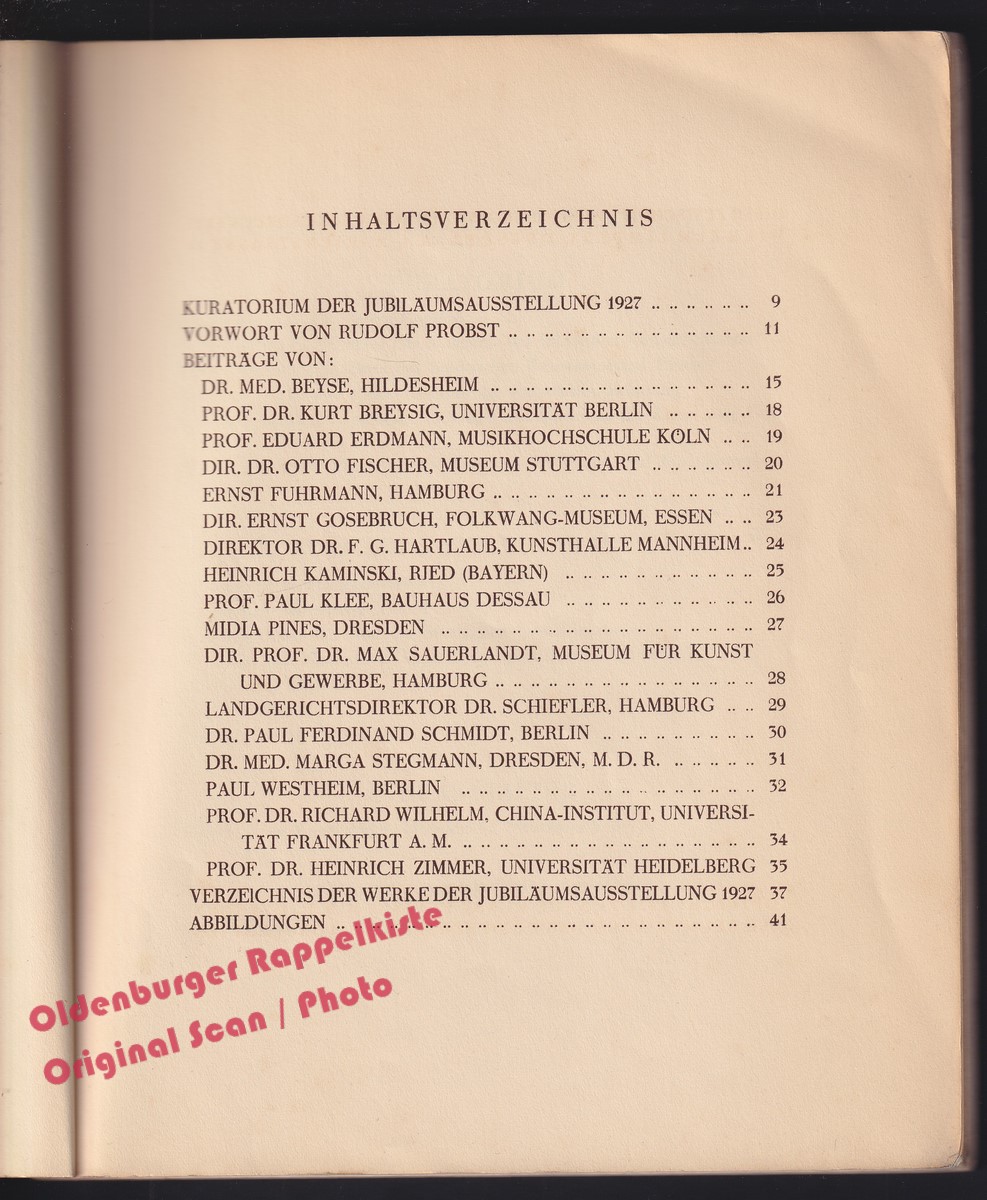 INHALTSVERZEICHNIS
KURATORIUM DER JUBILÄUMSAUSSTELLUNG 1927 .. .. .. .. .. .. 9
VORWORT VON RUDOLF PROBST .. .. .. .. .. .. .. .. .. .. .. .. .. .. 11
BEITRÄGE VON:
DR. MED. BEYSE, HILDESHEIM .. .. .. .. .. .. .. .. .. .. .. .. .. .. .. 15
PROF. DR. KURT BREYSIG, UNIVERSITÄT BERLIN .. .. .. .. .. 18
PROF. EDUARD ERDMANN, MUSIKHOCHSCHULE KÖLN .. .. 19
DIR. DR. OTTO FISCHER, MUSEUM STUTTGART .. .. .. .. .. .. 20
ERNST FUHRMANN, HAMBURG .. .. .. .. .. .. .. .. .. .. .. .. .. .. .. 21
DIR. ERNST GOSEBRUCH, FOLKWANG-MUSEUM, ESSEN .. .. 23
DIREKTOR DR. F. G. HARTLAUB, KUNSTHALLE MANNHEIM .. 24
HEINRICH KAMINSKI, RIED (BAYERN) .. .. .. .. .. .. .. .. .. .. .. 25
PROF. PAUL KLEE, BAUHAUS DESSAU .. .. .. .. .. .. .. .. .. .. .. 26
MIDIA PINES, DRESDEN .. .. .. .. .. .. .. .. .. .. .. .. .. .. .. .. .. .. 27
DIR. PROF. DR. MAX SAUERLANDT, MUSEUM FÜR KUNST
UND GEWERBE, HAMBURG .. .. .. .. .. .. .. .. .. .. .. .. .. .. .. 28
LANDGERICHTSDIREKTOR DR. SCHIEFLER, HAMBURG .. .. 29
DR. PAUL FERDINAND SCHMIDT, BERLIN .. .. .. .. .. .. .. .. .. 30
DR. MED. MARGA STEGMANN, DRESDEN, M. D. R. .. .. .. .. .. 31
PAUL WESTHEIM, BERLIN .. .. .. .. .. .. .. .. .. .. .. .. .. .. .. .. .. 32
PROF. DR. RICHARD WILHELM, CHINA-INSTITUT, UNIVERSI-
TÄT FRANKFURT A. M. .. .. .. .. .. .. .. .. .. .. .. .. .. .. .. .. .. 34
PROF. DR. HEINRICH ZIMMER, UNIVERSITÄT HEIDELBERG 35
VERZEICHNIS DER WERKE DER JUBILÄUMSAUSSTELLUNG 1927 37
ABBILDUNGEN .. .. .. .. .. .. .. .. .. .. .. .. .. .. .. .. .. .. .. .. .. .. .. .. 41
Oldenburger Rappelkiste
Original Scan / Photo